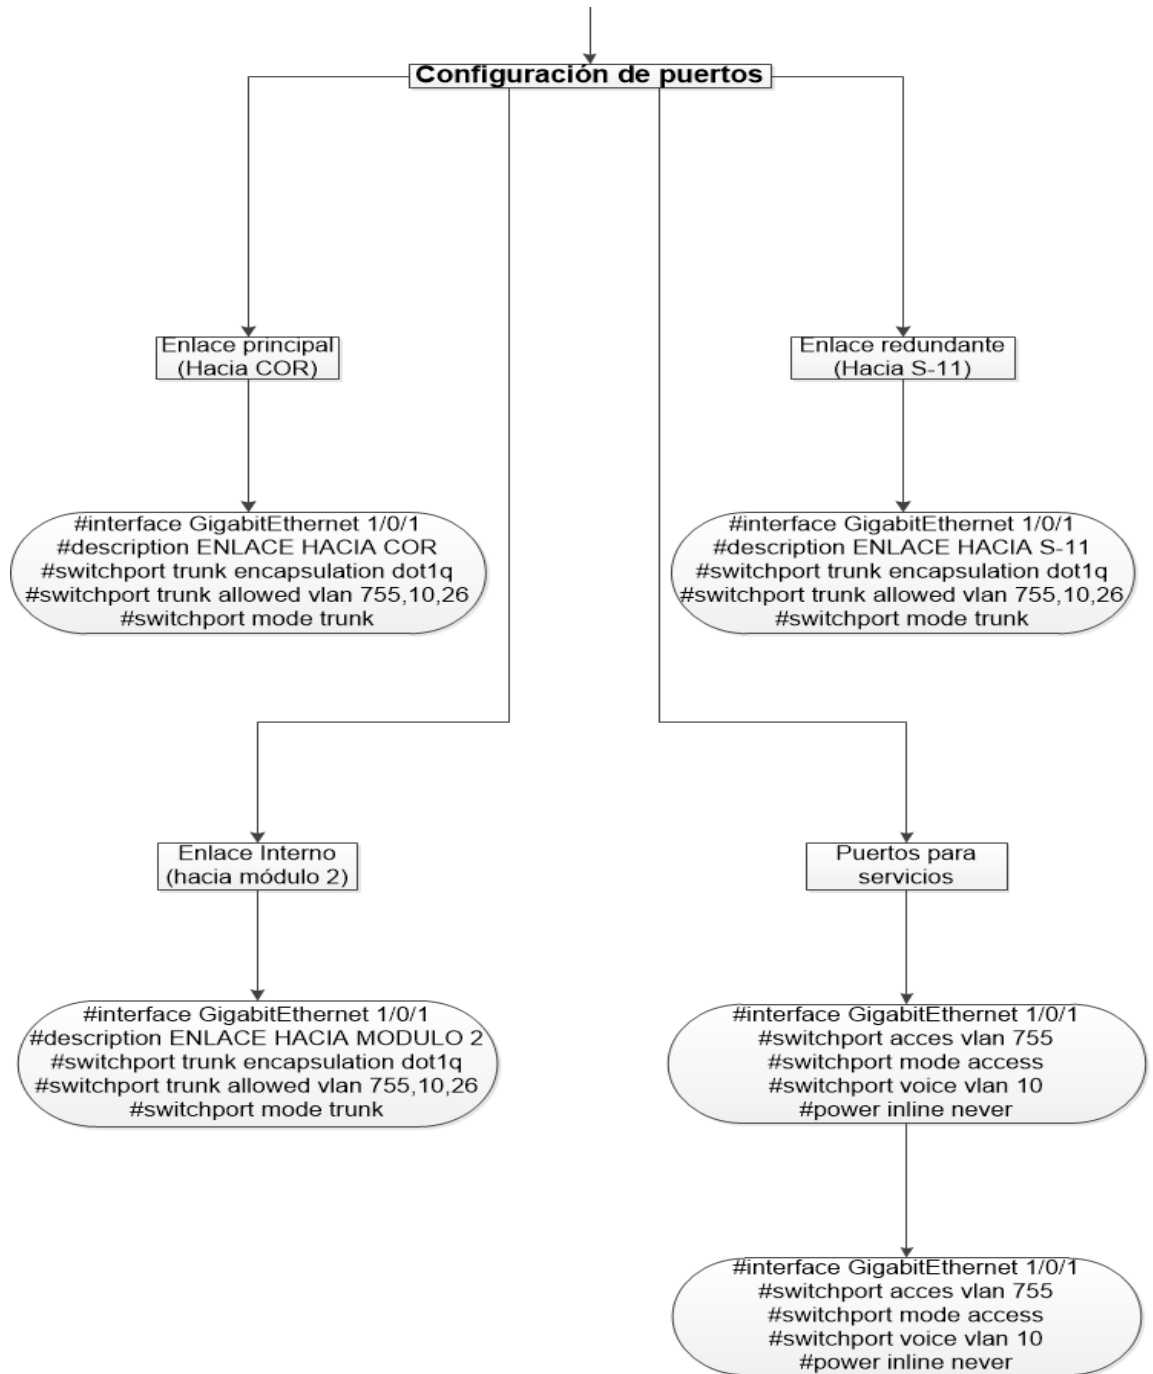 Configuración de puertos
Enlace principal
(Hacia COR)
Enlace redundante
(Hacia S-11)
#interface GigabitEthernet 1/0/1
#description ENLACE HACIA COR
#switchport trunk encapsulation dot1q
#switchport trunk allowed vlan 755,10,26
#switchport mode trunk
#interface GigabitEthernet 1/0/1
#description ENLACE HACIA S-11
#switchport trunk encapsulation dot1q
#switchport trunk allowed vlan 755,10,26
#switchport mode trunk
Enlace Interno
(hacia módulo 2)
Puertos para
servicios
#interface GigabitEthernet 1/0/1
#description ENLACE HACIA MODULO 2
#switchport trunk encapsulation dot1q
#switchport trunk allowed vlan 755,10,26
#switchport mode trunk
#interface GigabitEthernet 1/0/1
#switchport acces vlan 755
#switchport mode access
#switchport voice vlan 10
#power inline never
#interface GigabitEthernet 1/0/1
#switchport acces vlan 755
#switchport mode access
#switchport voice vlan 10
#power inline never